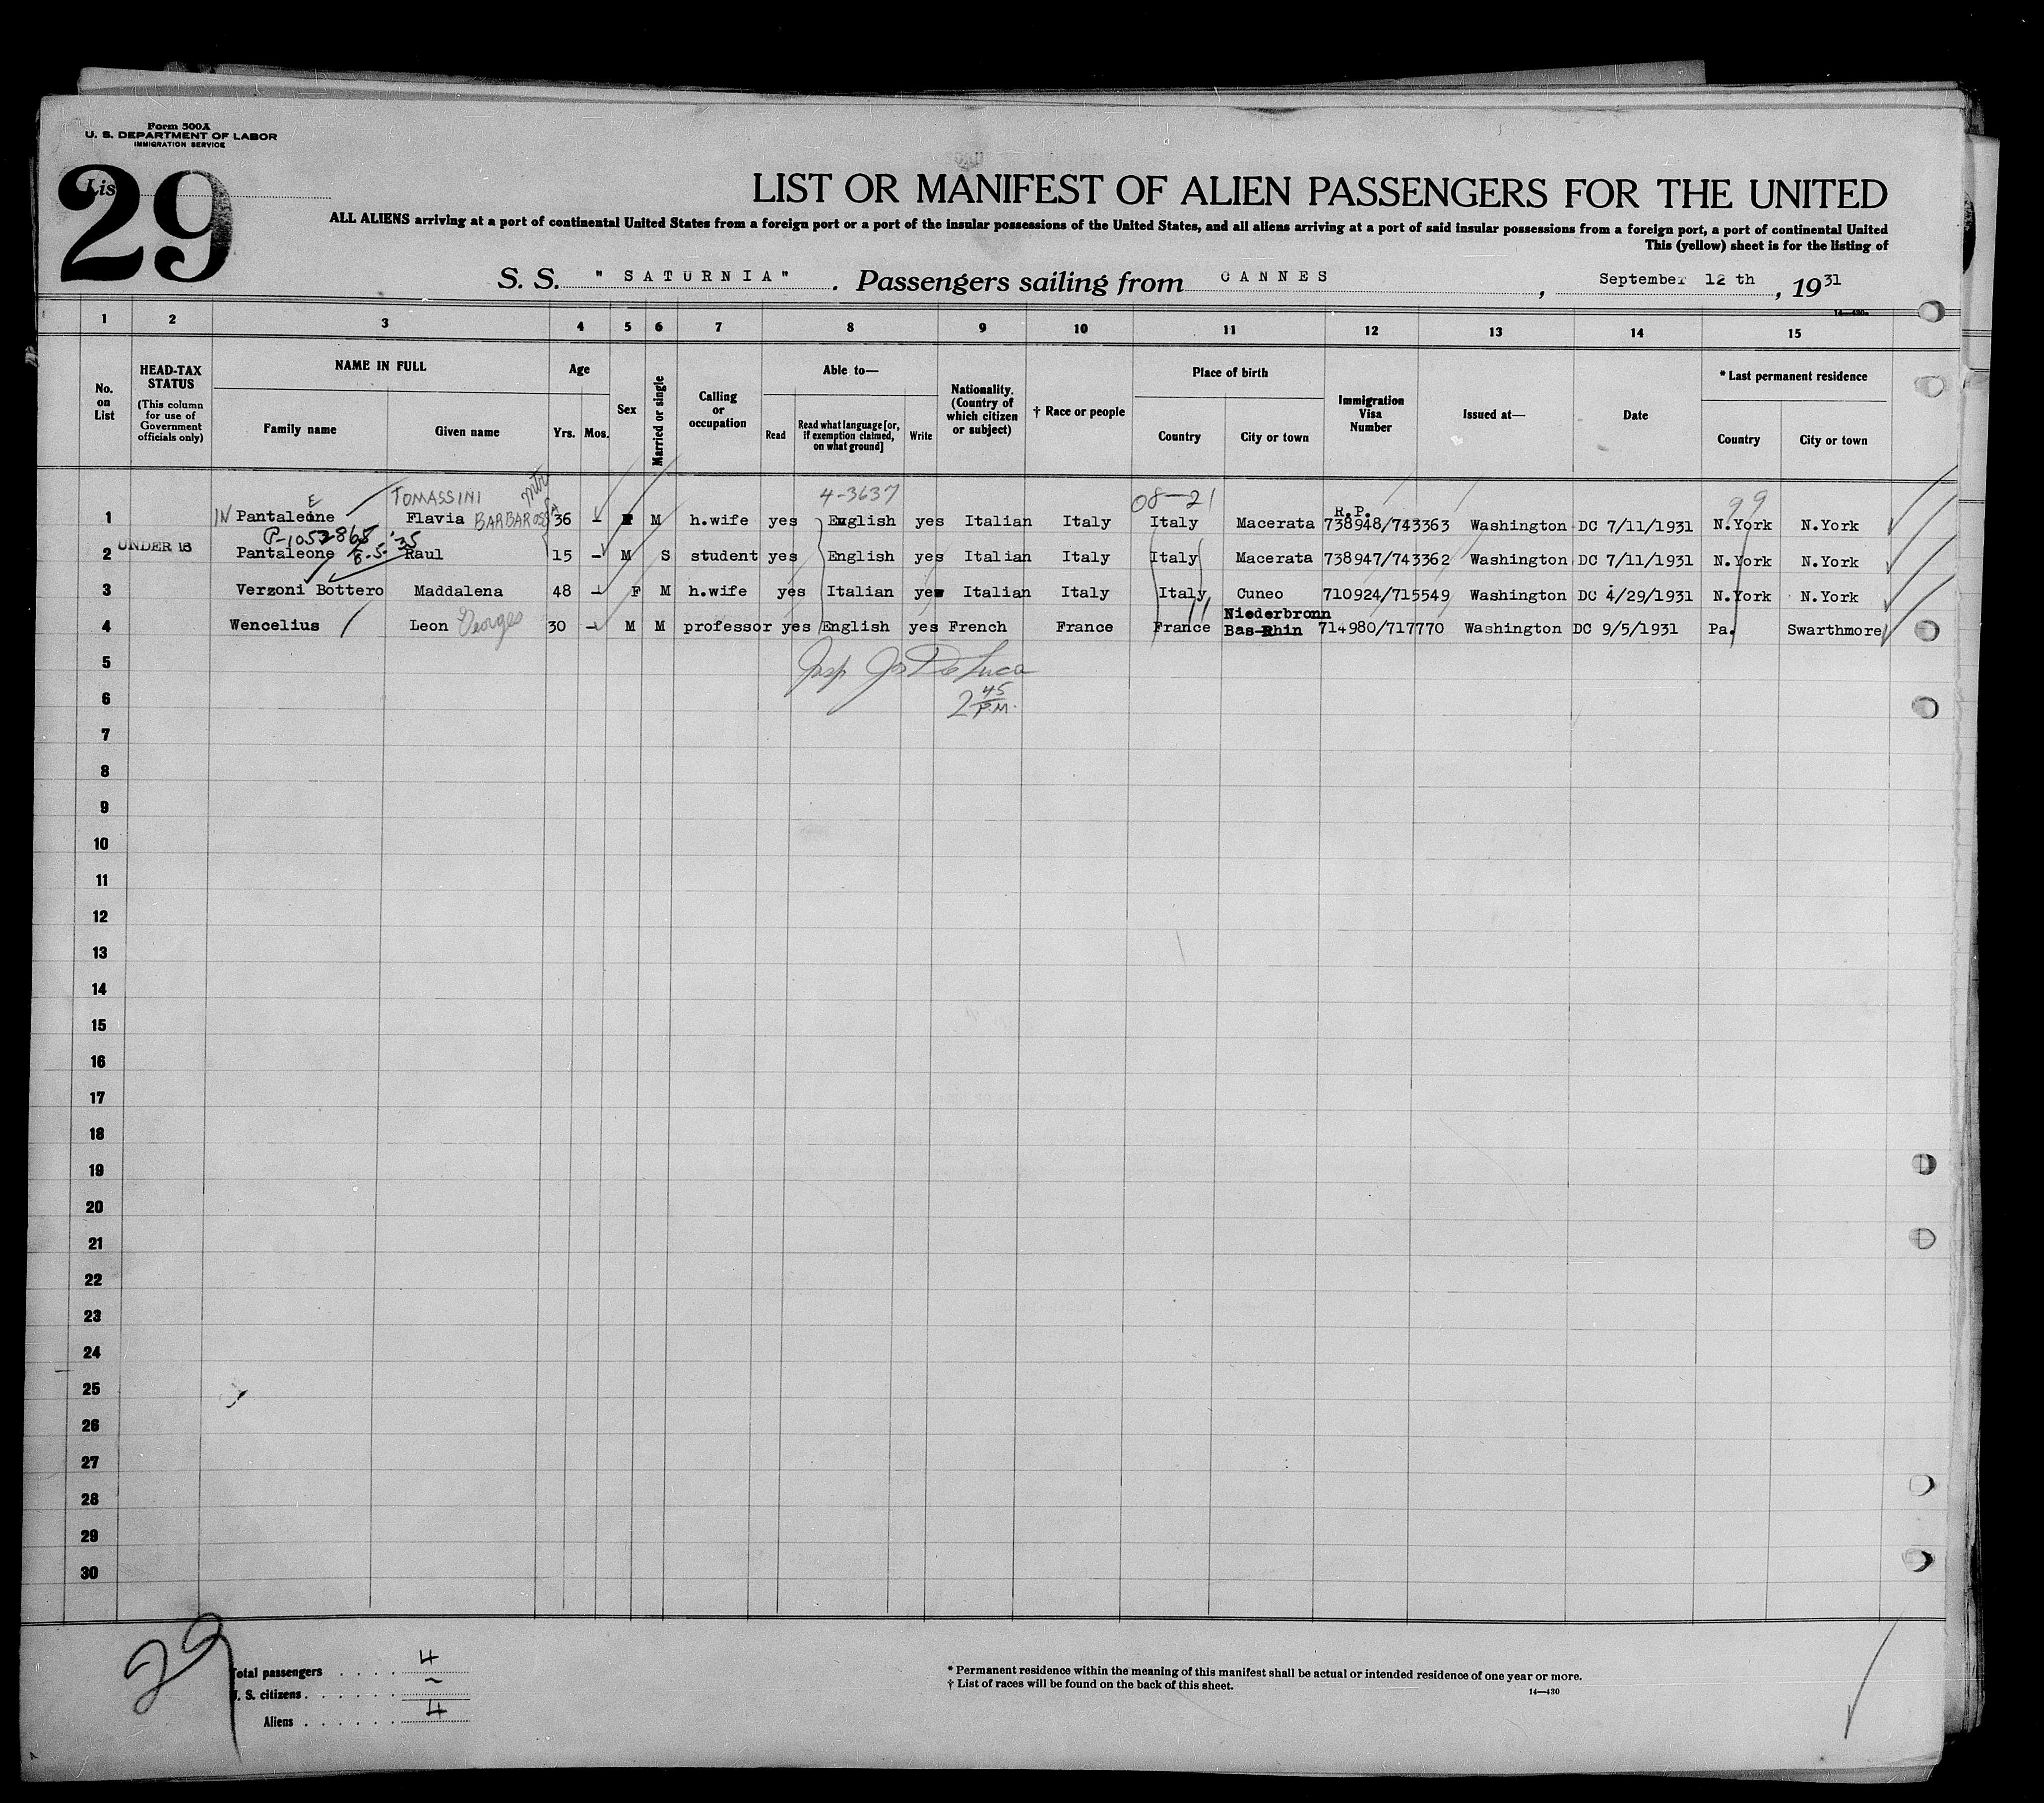 Form 500A
U. S. DEPARTMENT OF LABOR
IMMIGRATION SERVICE
List
29
LIST OR MANIFEST OF ALIEN PASSENGERS FOR THE UNITED
ALL ALIENS arriving at a port of continental United States from a foreign port or a port of the insular possessions of the United States, and all aliens arriving at a port of said insular possessions from a foreign port, a port of continental United
This (yellow) sheet is for the listing of
S. S. "SATURNIA". Passengers sailing from CANNES, September 12 th, 1931
14—430a
1 2 3 4 5 6 7 8 9 10 11 12 13 14 15
No. on List
HEAD-TAX STATUS (This column for use of Government officials only)
NAME IN FULL
Family name Given name
Age
Yrs. Mos.
Sex
Married or single
Calling or occupation
Able to—
Read Read what language [or, if exemption claimed, on what ground] Write
Nationality. (Country of which citizen or subject)
† Race or people
Place of birth
Country City or town
Immigration Visa Number
Issued at—
Date
* Last permanent residence
Country City or town
E TOMASSINI 4-3637 08-21 R.P. 99
1 IN Pantaleone Flavia BARBAROSSA 36 - F M h.wife yes English yes Italian Italy Italy Macerata 738948/743363 Washington DC 7/11/1931 N.York N.York
P-1053865
2 UNDER 16 Pantaleone Raul 15 - M S student yes English yes Italian Italy Italy Macerata 738947/743362 Washington DC 7/11/1931 N.York N.York
3 Verzoni Bottero Maddalena 48 - F M h.wife yes Italian yes Italian Italy Italy Cuneo 710924/715549 Washington DC 4/29/1931 N.York N.York
Niederbronn
4 Wencelius Leon Georges 30 - M M professor yes English yes French France France Bas-Rhin 714980/717770 Washington DC 9/5/1931 Pa. Swarthmore
5 Insp Jos De Luca
6 2 45 P.M.
7
8
9
10
11
12
13
14
15
16
17
18
19
20
21
22
23
24
25
26
27
28
29
30
29
Total passengers . . . . 4
U. S. citizens . . . . . . ~
Aliens . . . . . . 4
* Permanent residence within the meaning of this manifest shall be actual or intended residence of one year or more.
† List of races will be found on the back of this sheet.
14—430